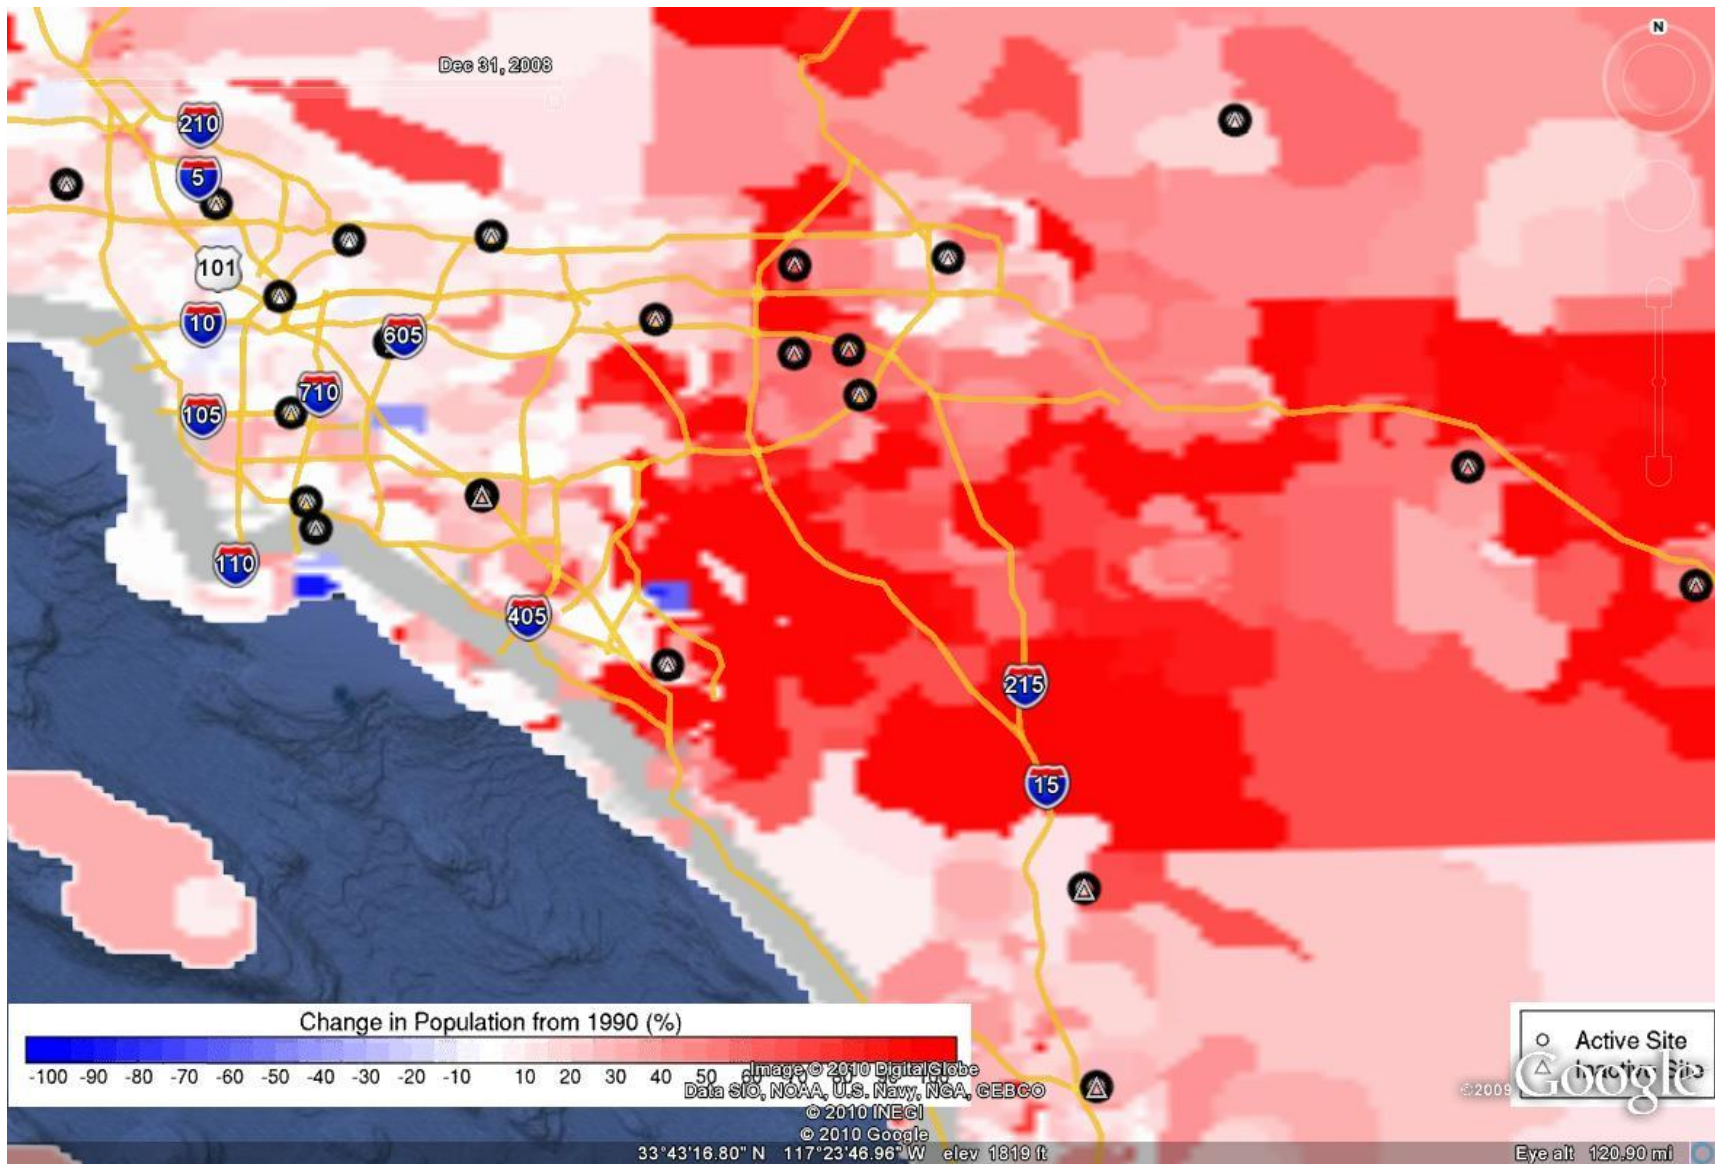 N
Dec 31, 2008
210
5
101
10
605
710
105
110
405
215
15
Change in Population from 1990 (%)
-100 -90 -80 -70 -60 -50 -40 -30 -20 -10 10 20 30 40 50
Image © 2010 DigitalGlobe
Data SIO, NOAA, U.S. Navy, NGA, GEBCO
© 2010 INEGI
© 2010 Google
33°43'16.80" N 117°23'46.96" W elev 1819 ft
Active Site
Inactive Site
©2009 Google
Eye alt 120.90 mi